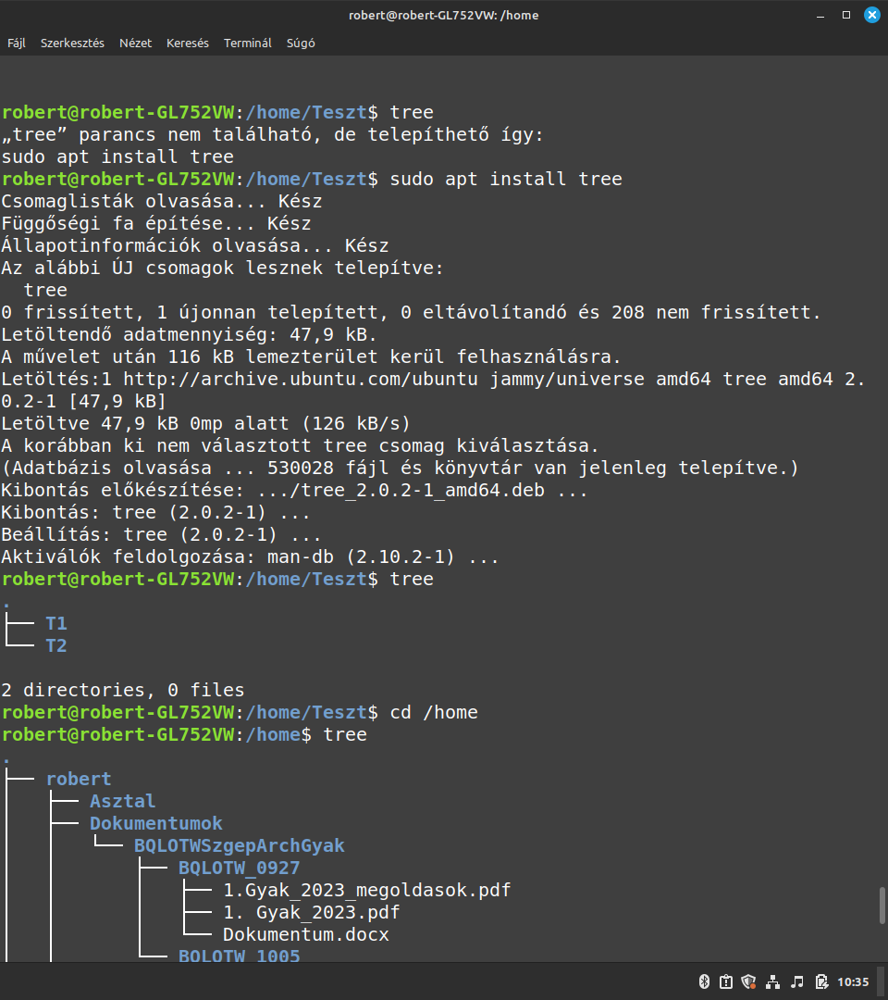 robert@robert-GL752VW: /home
Fájl Szerkesztés Nézet Keresés Terminál Súgó
robert@robert-GL752VW:/home/Teszt$ tree
„tree” parancs nem található, de telepíthető így:
sudo apt install tree
robert@robert-GL752VW:/home/Teszt$ sudo apt install tree
Csomaglisták olvasása... Kész
Függőségi fa építése... Kész
Állapotinformációk olvasása... Kész
Az alábbi ÚJ csomagok lesznek telepítve:
  tree
0 frissített, 1 újonnan telepített, 0 eltávolítandó és 208 nem frissített.
Letöltendő adatmennyiség: 47,9 kB.
A művelet után 116 kB lemezterület kerül felhasználásra.
Letöltés:1 http://archive.ubuntu.com/ubuntu jammy/universe amd64 tree amd64 2.
0.2-1 [47,9 kB]
Letöltve 47,9 kB 0mp alatt (126 kB/s)
A korábban ki nem választott tree csomag kiválasztása.
(Adatbázis olvasása ... 530028 fájl és könyvtár van jelenleg telepítve.)
Kibontás előkészítése: .../tree_2.0.2-1_amd64.deb ...
Kibontás: tree (2.0.2-1) ...
Beállítás: tree (2.0.2-1) ...
Aktiválók feldolgozása: man-db (2.10.2-1) ...
robert@robert-GL752VW:/home/Teszt$ tree
.
├── T1
└── T2
2 directories, 0 files
robert@robert-GL752VW:/home/Teszt$ cd /home
robert@robert-GL752VW:/home$ tree
.
├── robert
│   ├── Asztal
│   ├── Dokumentumok
│   │   └── BQLOTWSzgepArchGyak
│   │       ├── BQLOTW_0927
│   │       │   ├── 1.Gyak_2023_megoldasok.pdf
│   │       │   ├── 1. Gyak_2023.pdf
│   │       │   └── Dokumentum.docx
│   │       └── BQLOTW_1005
10:35